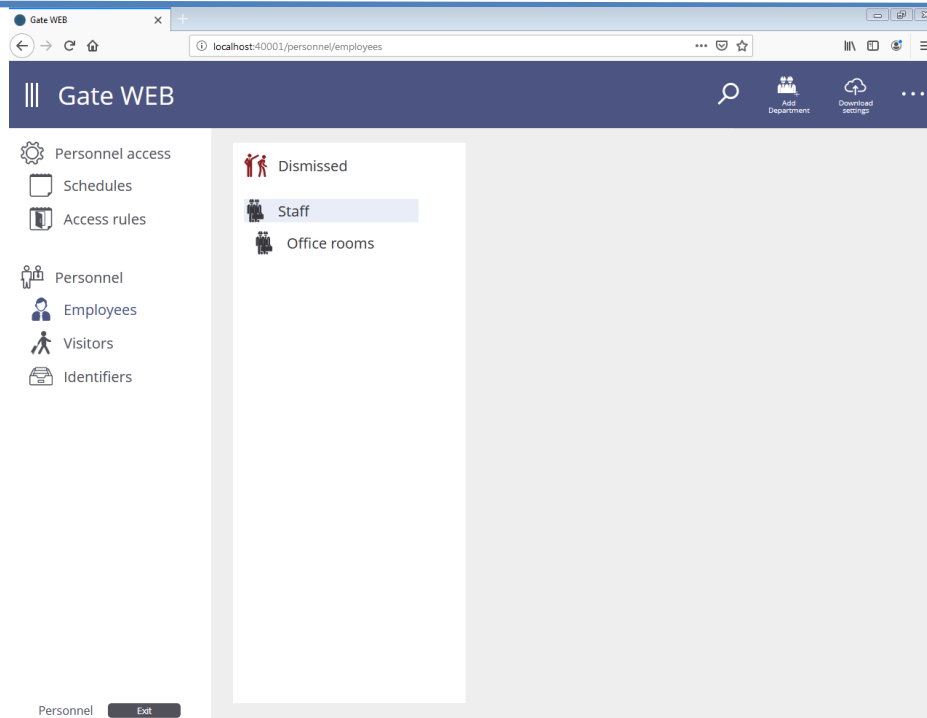 Gate WEB
localhost:40001/personnel/employees
Gate WEB
Add
Department
Download
settings
Personnel access
Schedules
Access rules
Personnel
Employees
Visitors
Identifiers
Dismissed
Staff
Office rooms
Personnel
Exit